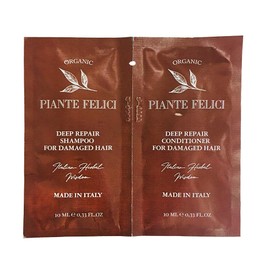 ORGANIC
PIANTE FELICI
DEEP REPAIR
SHAMPOO
FOR DAMAGED HAIR
Italian Herbal
Wisdom
MADE IN ITALY
10 ML ℮ 0.33 FL.OZ
ORGANIC
PIANTE FELICI
DEEP REPAIR
CONDITIONER
FOR DAMAGED HAIR
Italian Herbal
Wisdom
MADE IN ITALY
10 ML ℮ 0.33 FL.OZ